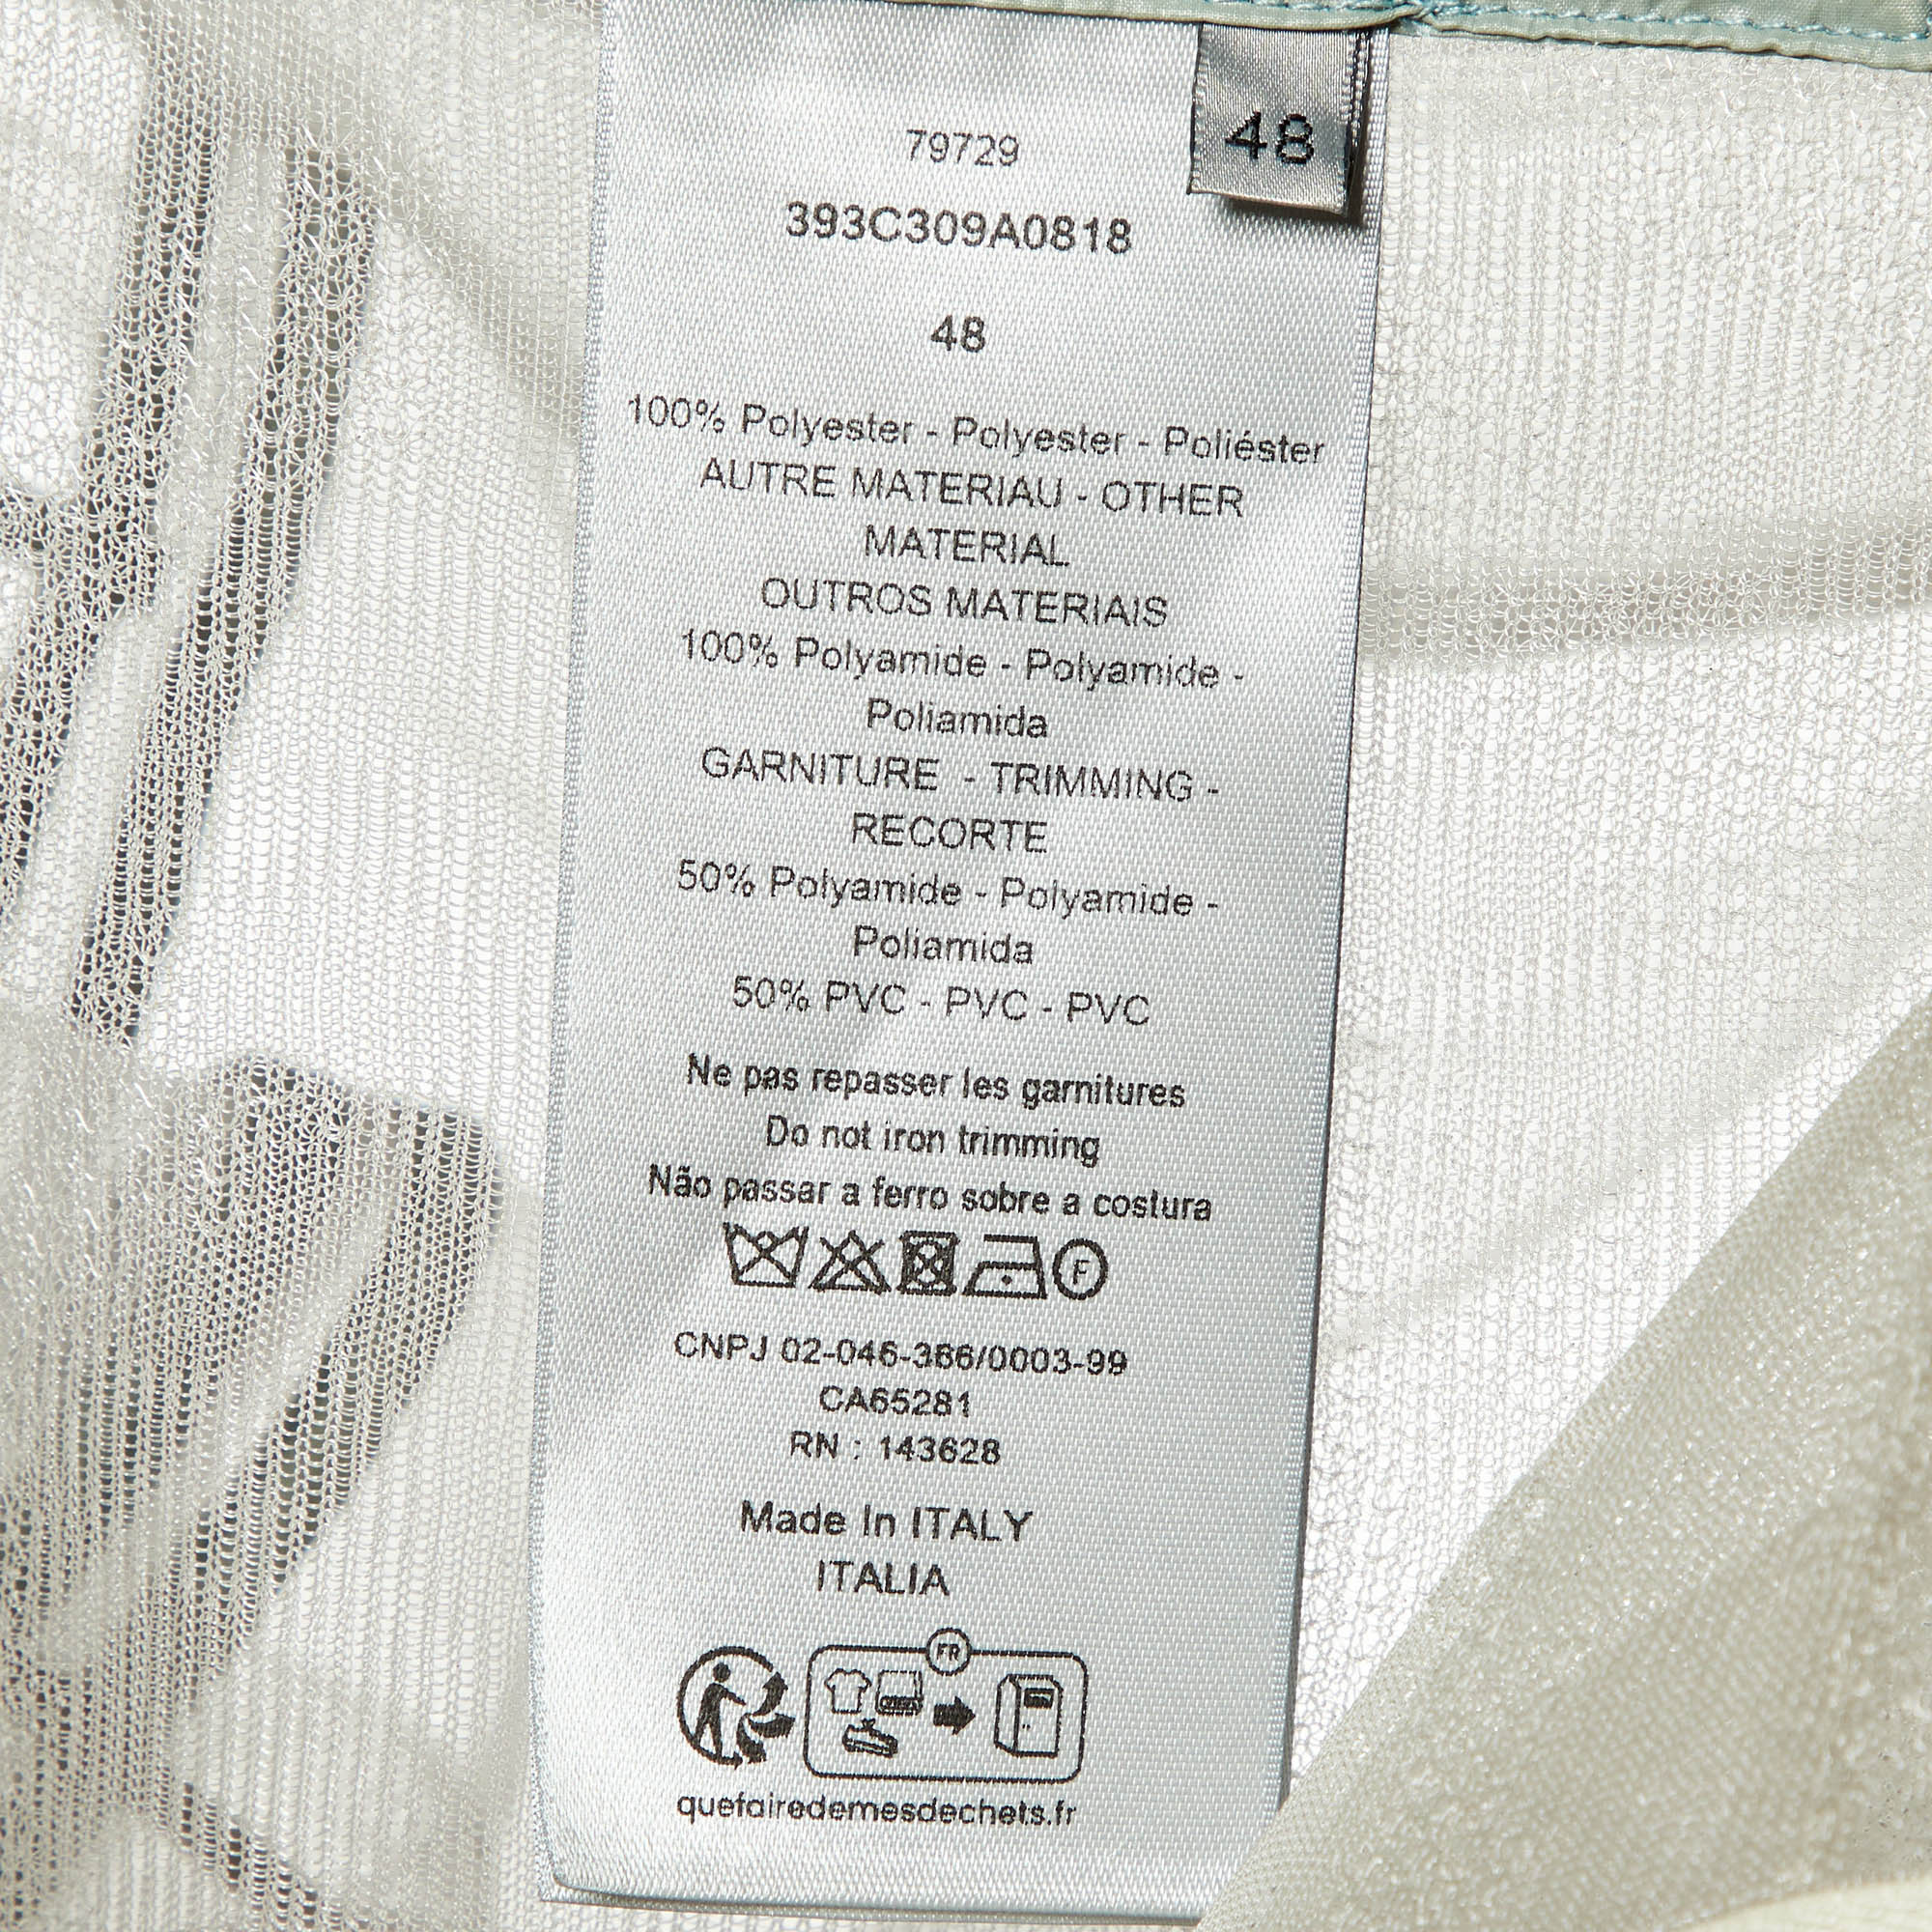 48
79729
393C309A0818
48
100% Polyester - Polyester - Poliéster
AUTRE MATERIAU - OTHER
MATERIAL
OUTROS MATERIAIS
100% Polyamide - Polyamide -
Poliamida
GARNITURE - TRIMMING -
RECORTE
50% Polyamide - Polyamide -
Poliamida
50% PVC - PVC - PVC
Ne pas repasser les garnitures
Do not iron trimming
Não passar a ferro sobre a costura
F
CNPJ 02-046-366/0003-99
CA65281
RN : 143628
Made In ITALY
ITALIA
FR
quefairedemesdechets.fr